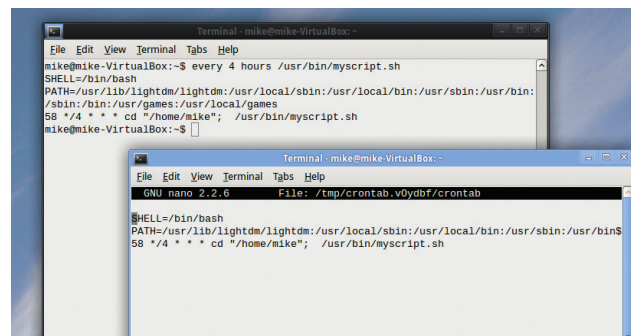 Terminal - mike@mike-VirtualBox: ~
File Edit View Terminal Tabs Help
mike@mike-VirtualBox:~$ every 4 hours /usr/bin/myscript.sh
SHELL=/bin/bash
PATH=/usr/lib/lightdm/lightdm:/usr/local/sbin:/usr/local/bin:/usr/sbin:/usr/bin:
/sbin:/bin:/usr/games:/usr/local/games
58 */4 * * * cd "/home/mike";  /usr/bin/myscript.sh
mike@mike-VirtualBox:~$
Terminal - mike@mike-VirtualBox: ~
File Edit View Terminal Tabs Help
GNU nano 2.2.6 File: /tmp/crontab.vOydbf/crontab
SHELL=/bin/bash
PATH=/usr/lib/lightdm/lightdm:/usr/local/sbin:/usr/local/bin:/usr/sbin:/usr/bin$
58 */4 * * * cd "/home/mike";  /usr/bin/myscript.sh